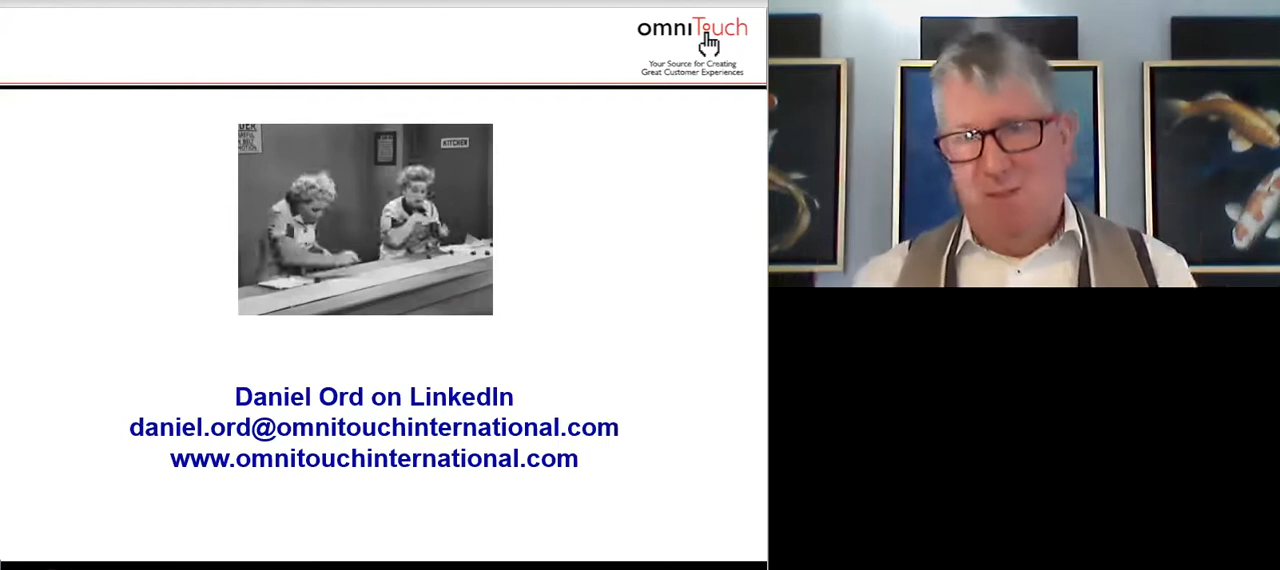 omniTouch
Your Source for Creating
Great Customer Experiences
KITCHEN
Daniel Ord on LinkedIn
daniel.ord@omnitouchinternational.com
www.omnitouchinternational.com